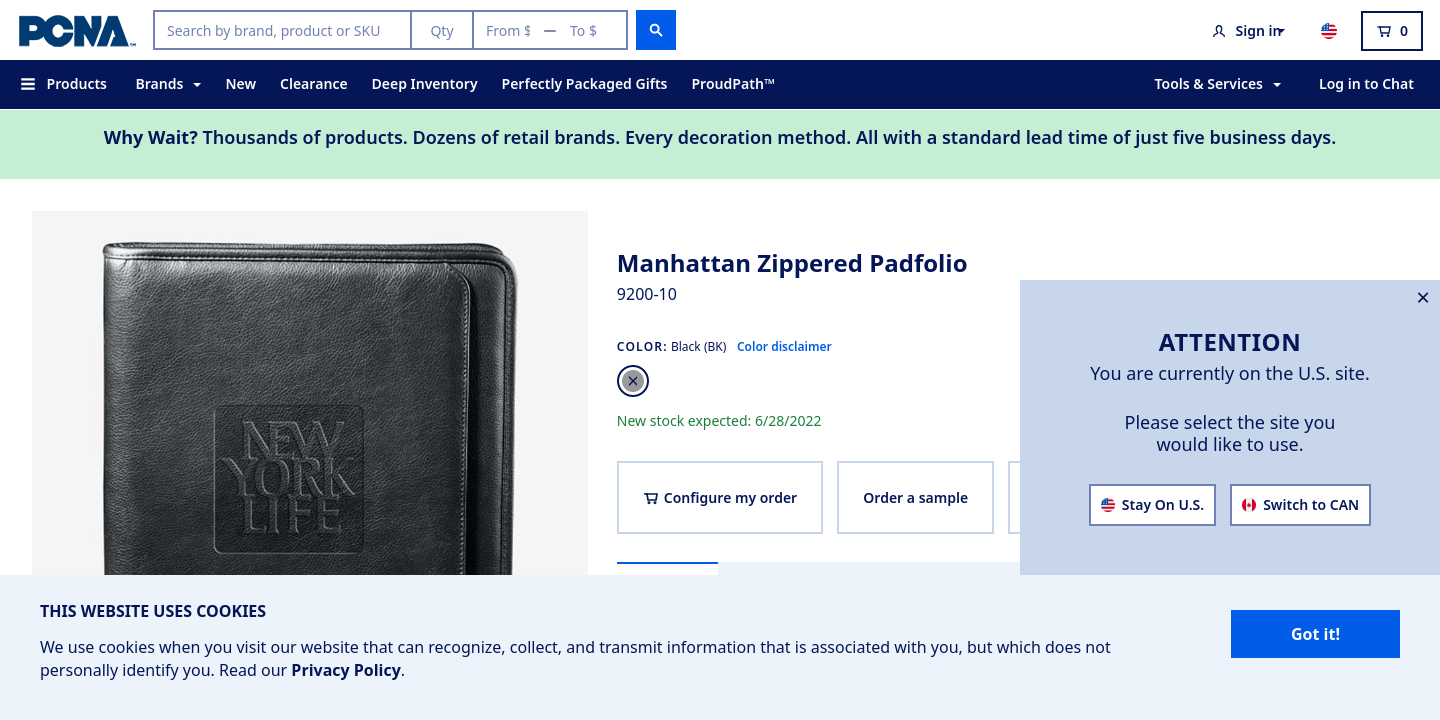 PCNA™
Search by brand, product or SKU
Qty
From $ — To $
Sign in
0
Products
Brands
New
Clearance
Deep Inventory
Perfectly Packaged Gifts
ProudPath™
Tools & Services
Log in to Chat
Why Wait? Thousands of products. Dozens of retail brands. Every decoration method. All with a standard lead time of just five business days.
NEW
YORK
LIFE
Manhattan Zippered Padfolio
9200-10
COLOR: Black (BK) Color disclaimer
New stock expected: 6/28/2022
Configure my order
Order a sample
ATTENTION
You are currently on the U.S. site.
Please select the site you
would like to use.
Stay On U.S.
Switch to CAN
THIS WEBSITE USES COOKIES
We use cookies when you visit our website that can recognize, collect, and transmit information that is associated with you, but which does not
personally identify you. Read our Privacy Policy.
Got it!